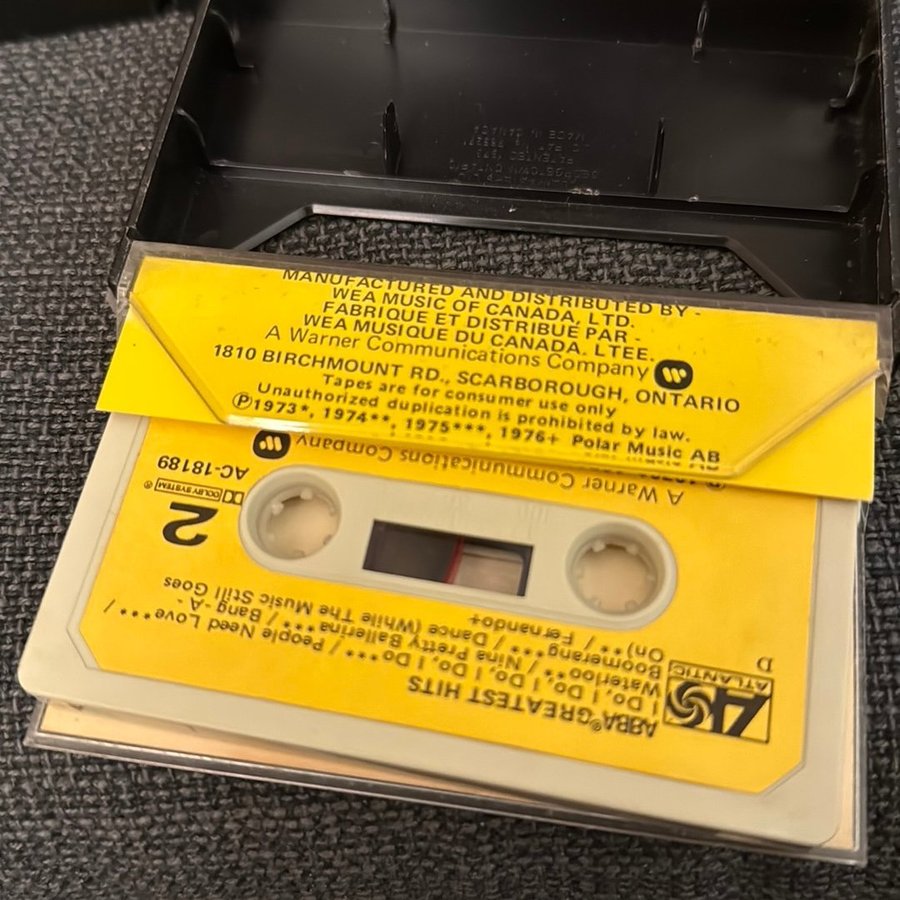 MADE IN CANADA
MANUFACTURED AND DISTRIBUTED BY -
WEA MUSIC OF CANADA, LTD.
FABRIQUE ET DISTRIBUÉ PAR -
WEA MUSIQUE DU CANADA. LTEE.
A Warner Communications Company
1810 BIRCHMOUNT RD., SCARBOROUGH, ONTARIO
Tapes are for consumer use only
Unauthorized duplication is prohibited by law.
℗1973*, 1974**, 1975***, 1976+ Polar Music AB
ABBA® GREATEST HITS
I Do, I Do, I Do, I Do, I Do*** / People Need Love*** /
Waterloo** / Nina Pretty Ballerina*** / Bang-A-
Boomerang*** / Dance (While The Music Still Goes
On)** / Fernando+
ATLANTIC
D
2
DOLBY SYSTEM ®
AC-18189
A Warner Communications Company